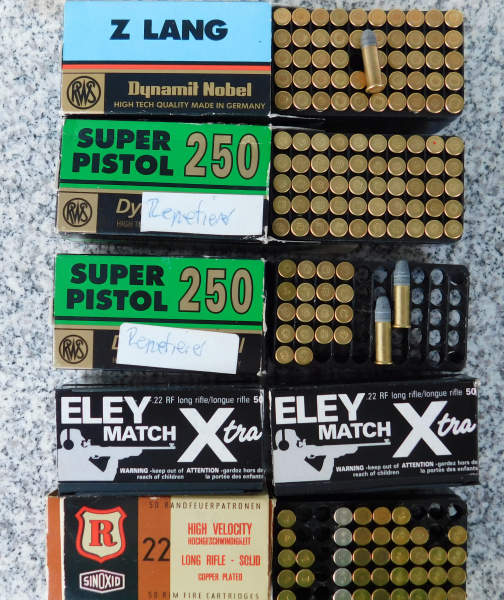 Z LANG
RWS
Dynamit Nobel
HIGH TECH QUALITY MADE IN GERMANY
SUPER
PISTOL 250
RWS
Dy
HIGH T
Repetierer
SUPER
PISTOL 250
RWS
D
Repetierer
.22 RF long rifle/longue rifle 50
ELEY
MATCH Xtra
WARNING -keep out of
reach of children
ATTENTION -gardez hors de
la portée des enfants
.22 RF long rifle/longue rifle 50
ELEY
MATCH Xtra
WARNING -keep out of
reach of children
ATTENTION -gardez hors de
la portée des enfants
50 RANDFEUERPATRONEN
R
SINOXID
22
HIGH VELOCITY
HOCHGESCHWINDIGKEIT
LONG RIFLE - SOLID
COPPER PLATED
50 RIM FIRE CARTRIDGES